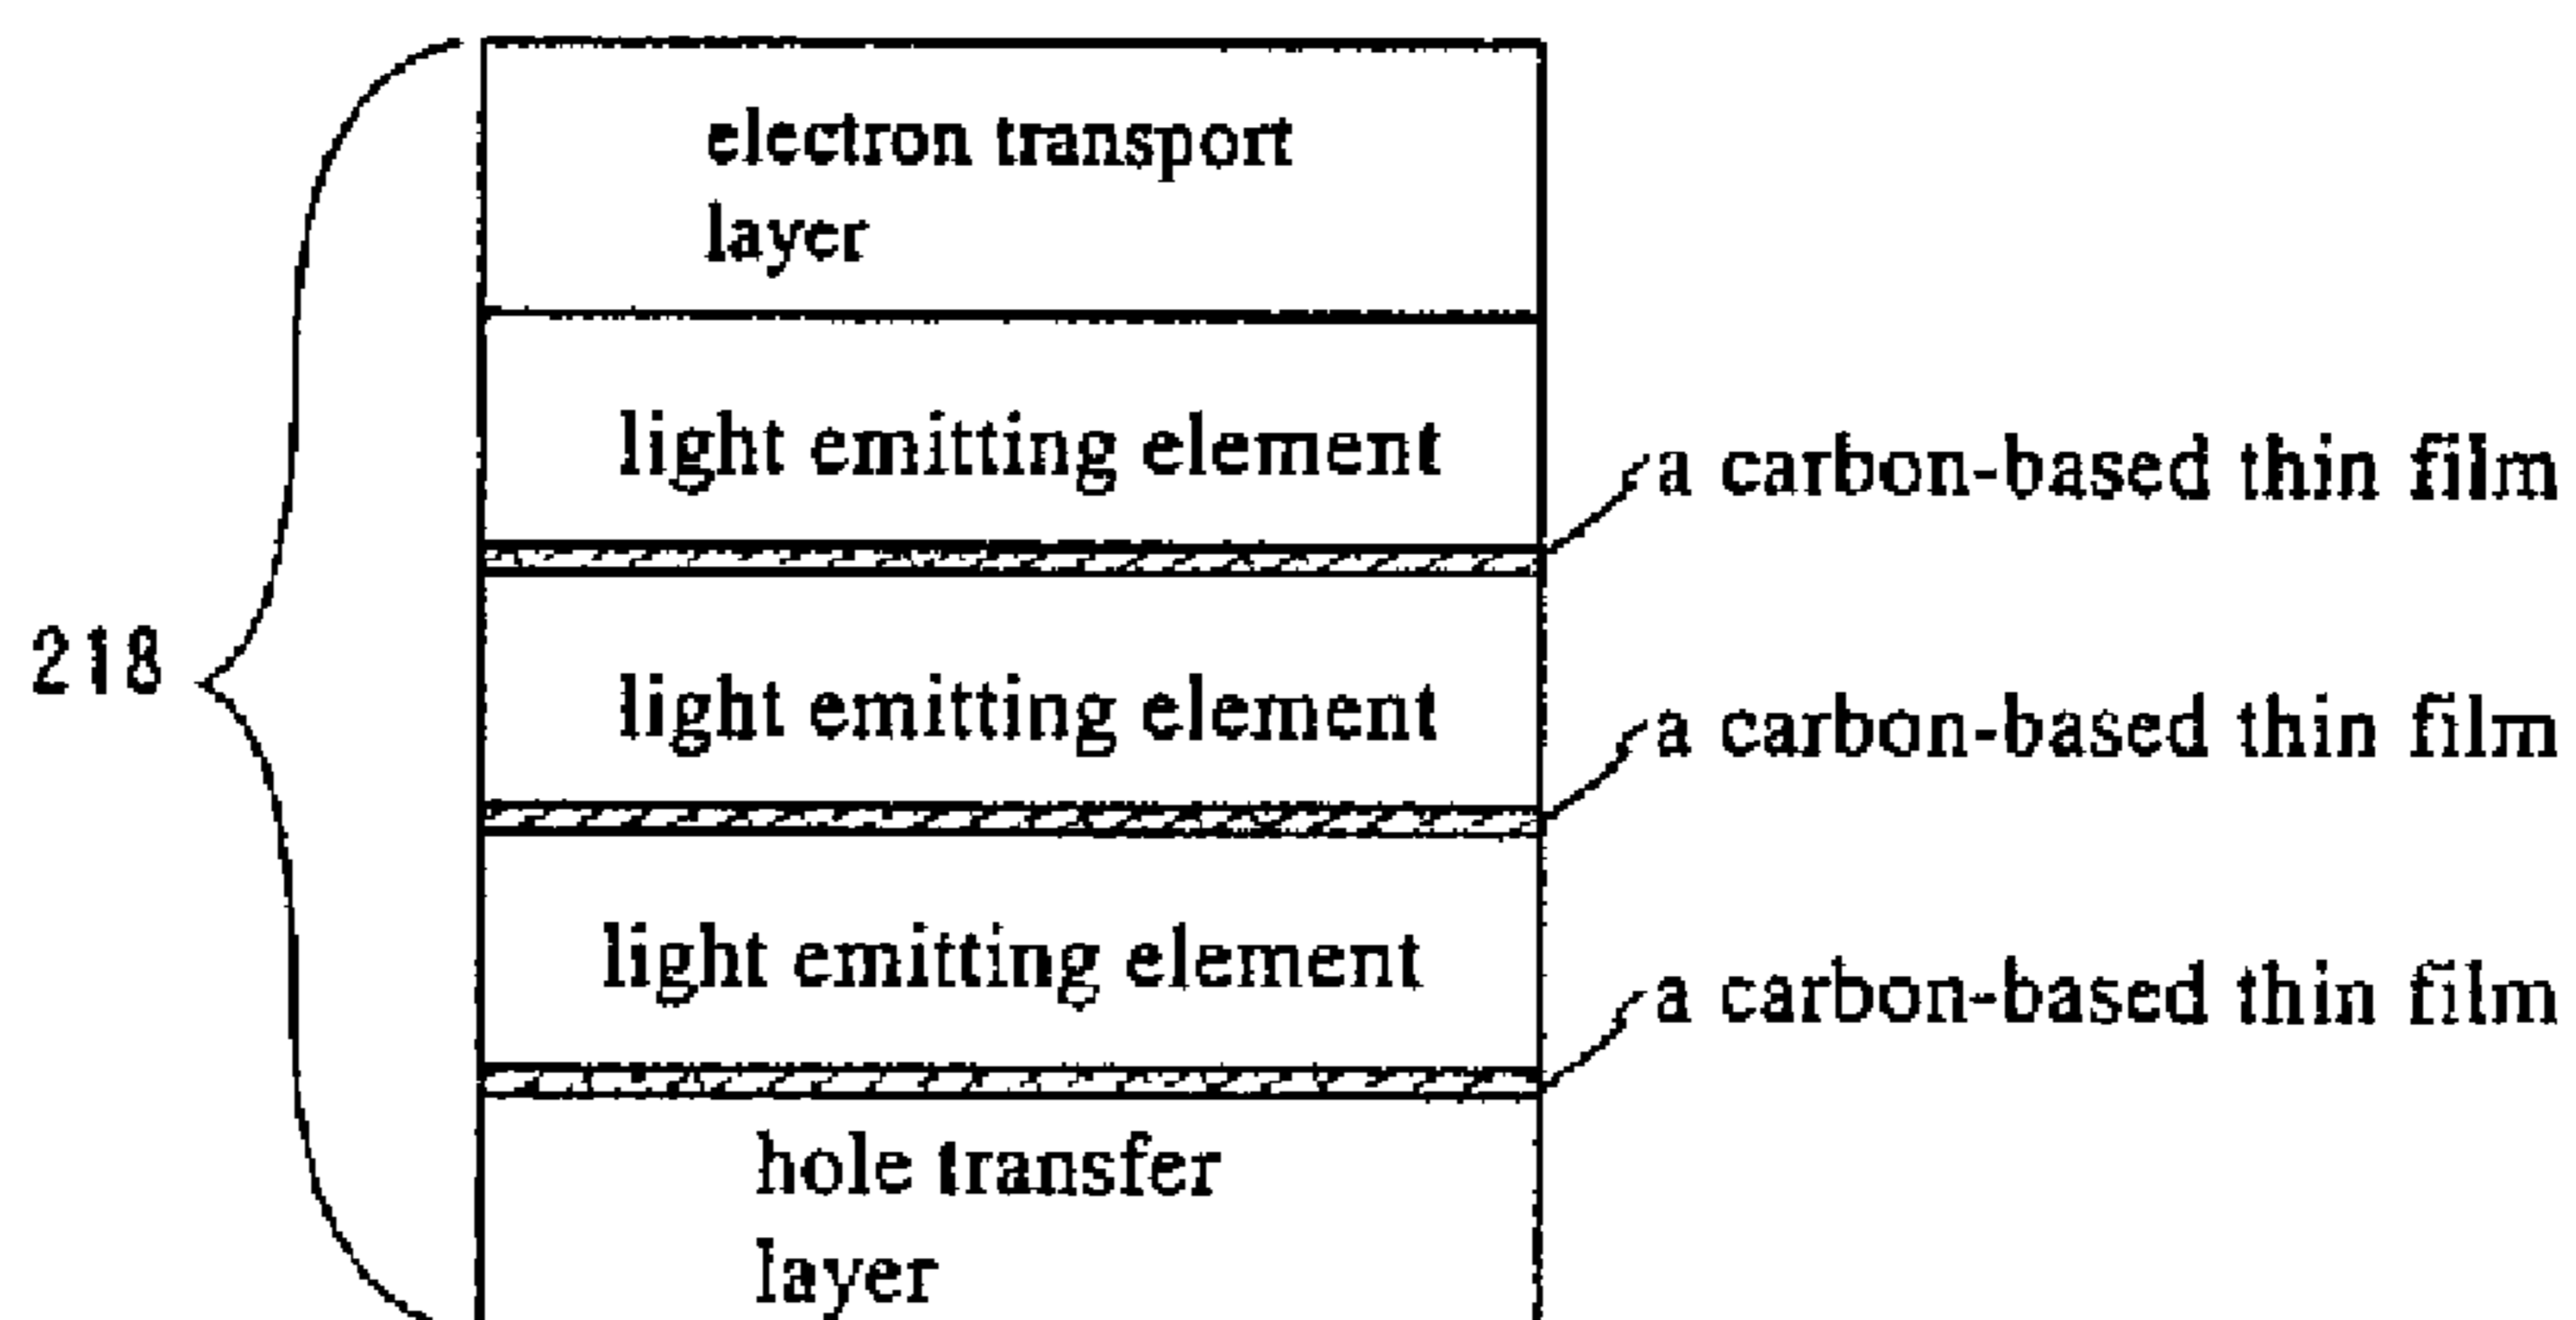 electron transport
layer
light emitting element
a carbon-based thin film
218
light emitting element
a carbon-based thin film
light emitting element
a carbon-based thin film
hole transfer
layer